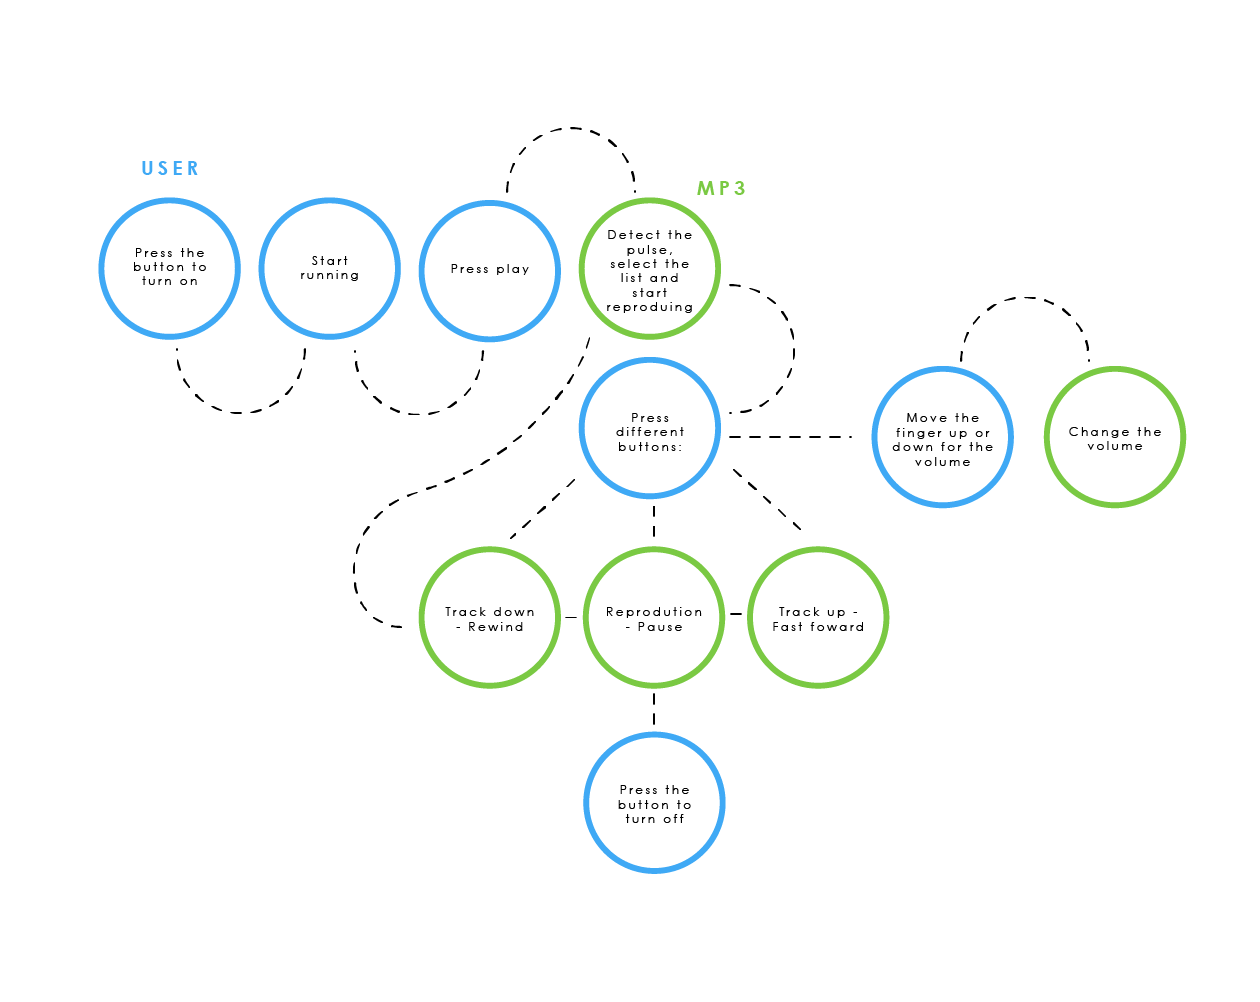 USER
Press the
button to
turn on
Start
running
Press play
MP3
Detect the
pulse,
select the
list and
start
reproduing
Press
different
buttons:
Move the
finger up or
down for the
volume
Change the
volume
Track down
- Rewind
Reprodution
- Pause
Track up -
Fast foward
Press the
button to
turn off